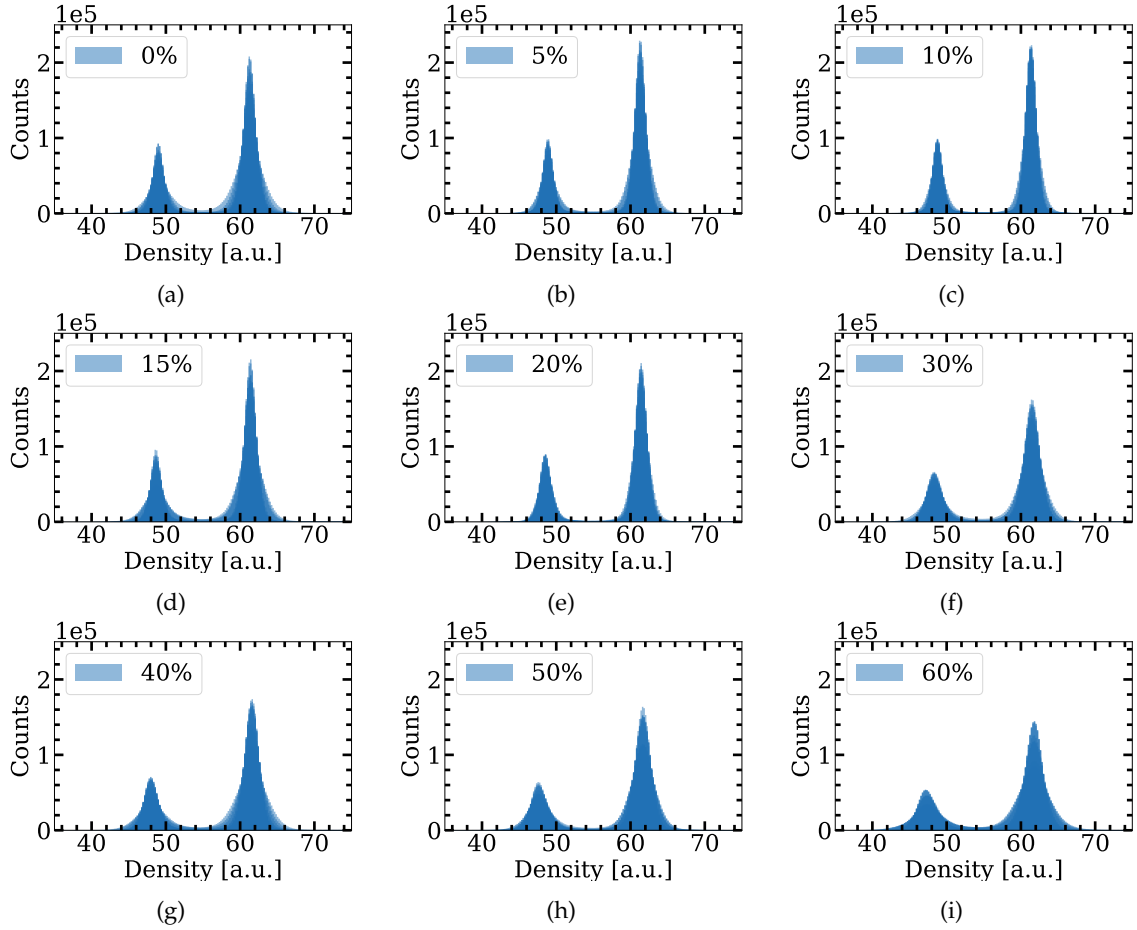 1e5 1e5 1e5
0% 5% 10%
Counts Counts Counts
2 2 2
1 1 1
0 0 0
40 50 60 70 40 50 60 70 40 50 60 70
Density [a.u.] Density [a.u.] Density [a.u.]
(a) (b) (c)
1e5 1e5 1e5
15% 20% 30%
Counts Counts Counts
2 2 2
1 1 1
0 0 0
40 50 60 70 40 50 60 70 40 50 60 70
Density [a.u.] Density [a.u.] Density [a.u.]
(d) (e) (f)
1e5 1e5 1e5
40% 50% 60%
Counts Counts Counts
2 2 2
1 1 1
0 0 0
40 50 60 70 40 50 60 70 40 50 60 70
Density [a.u.] Density [a.u.] Density [a.u.]
(g) (h) (i)